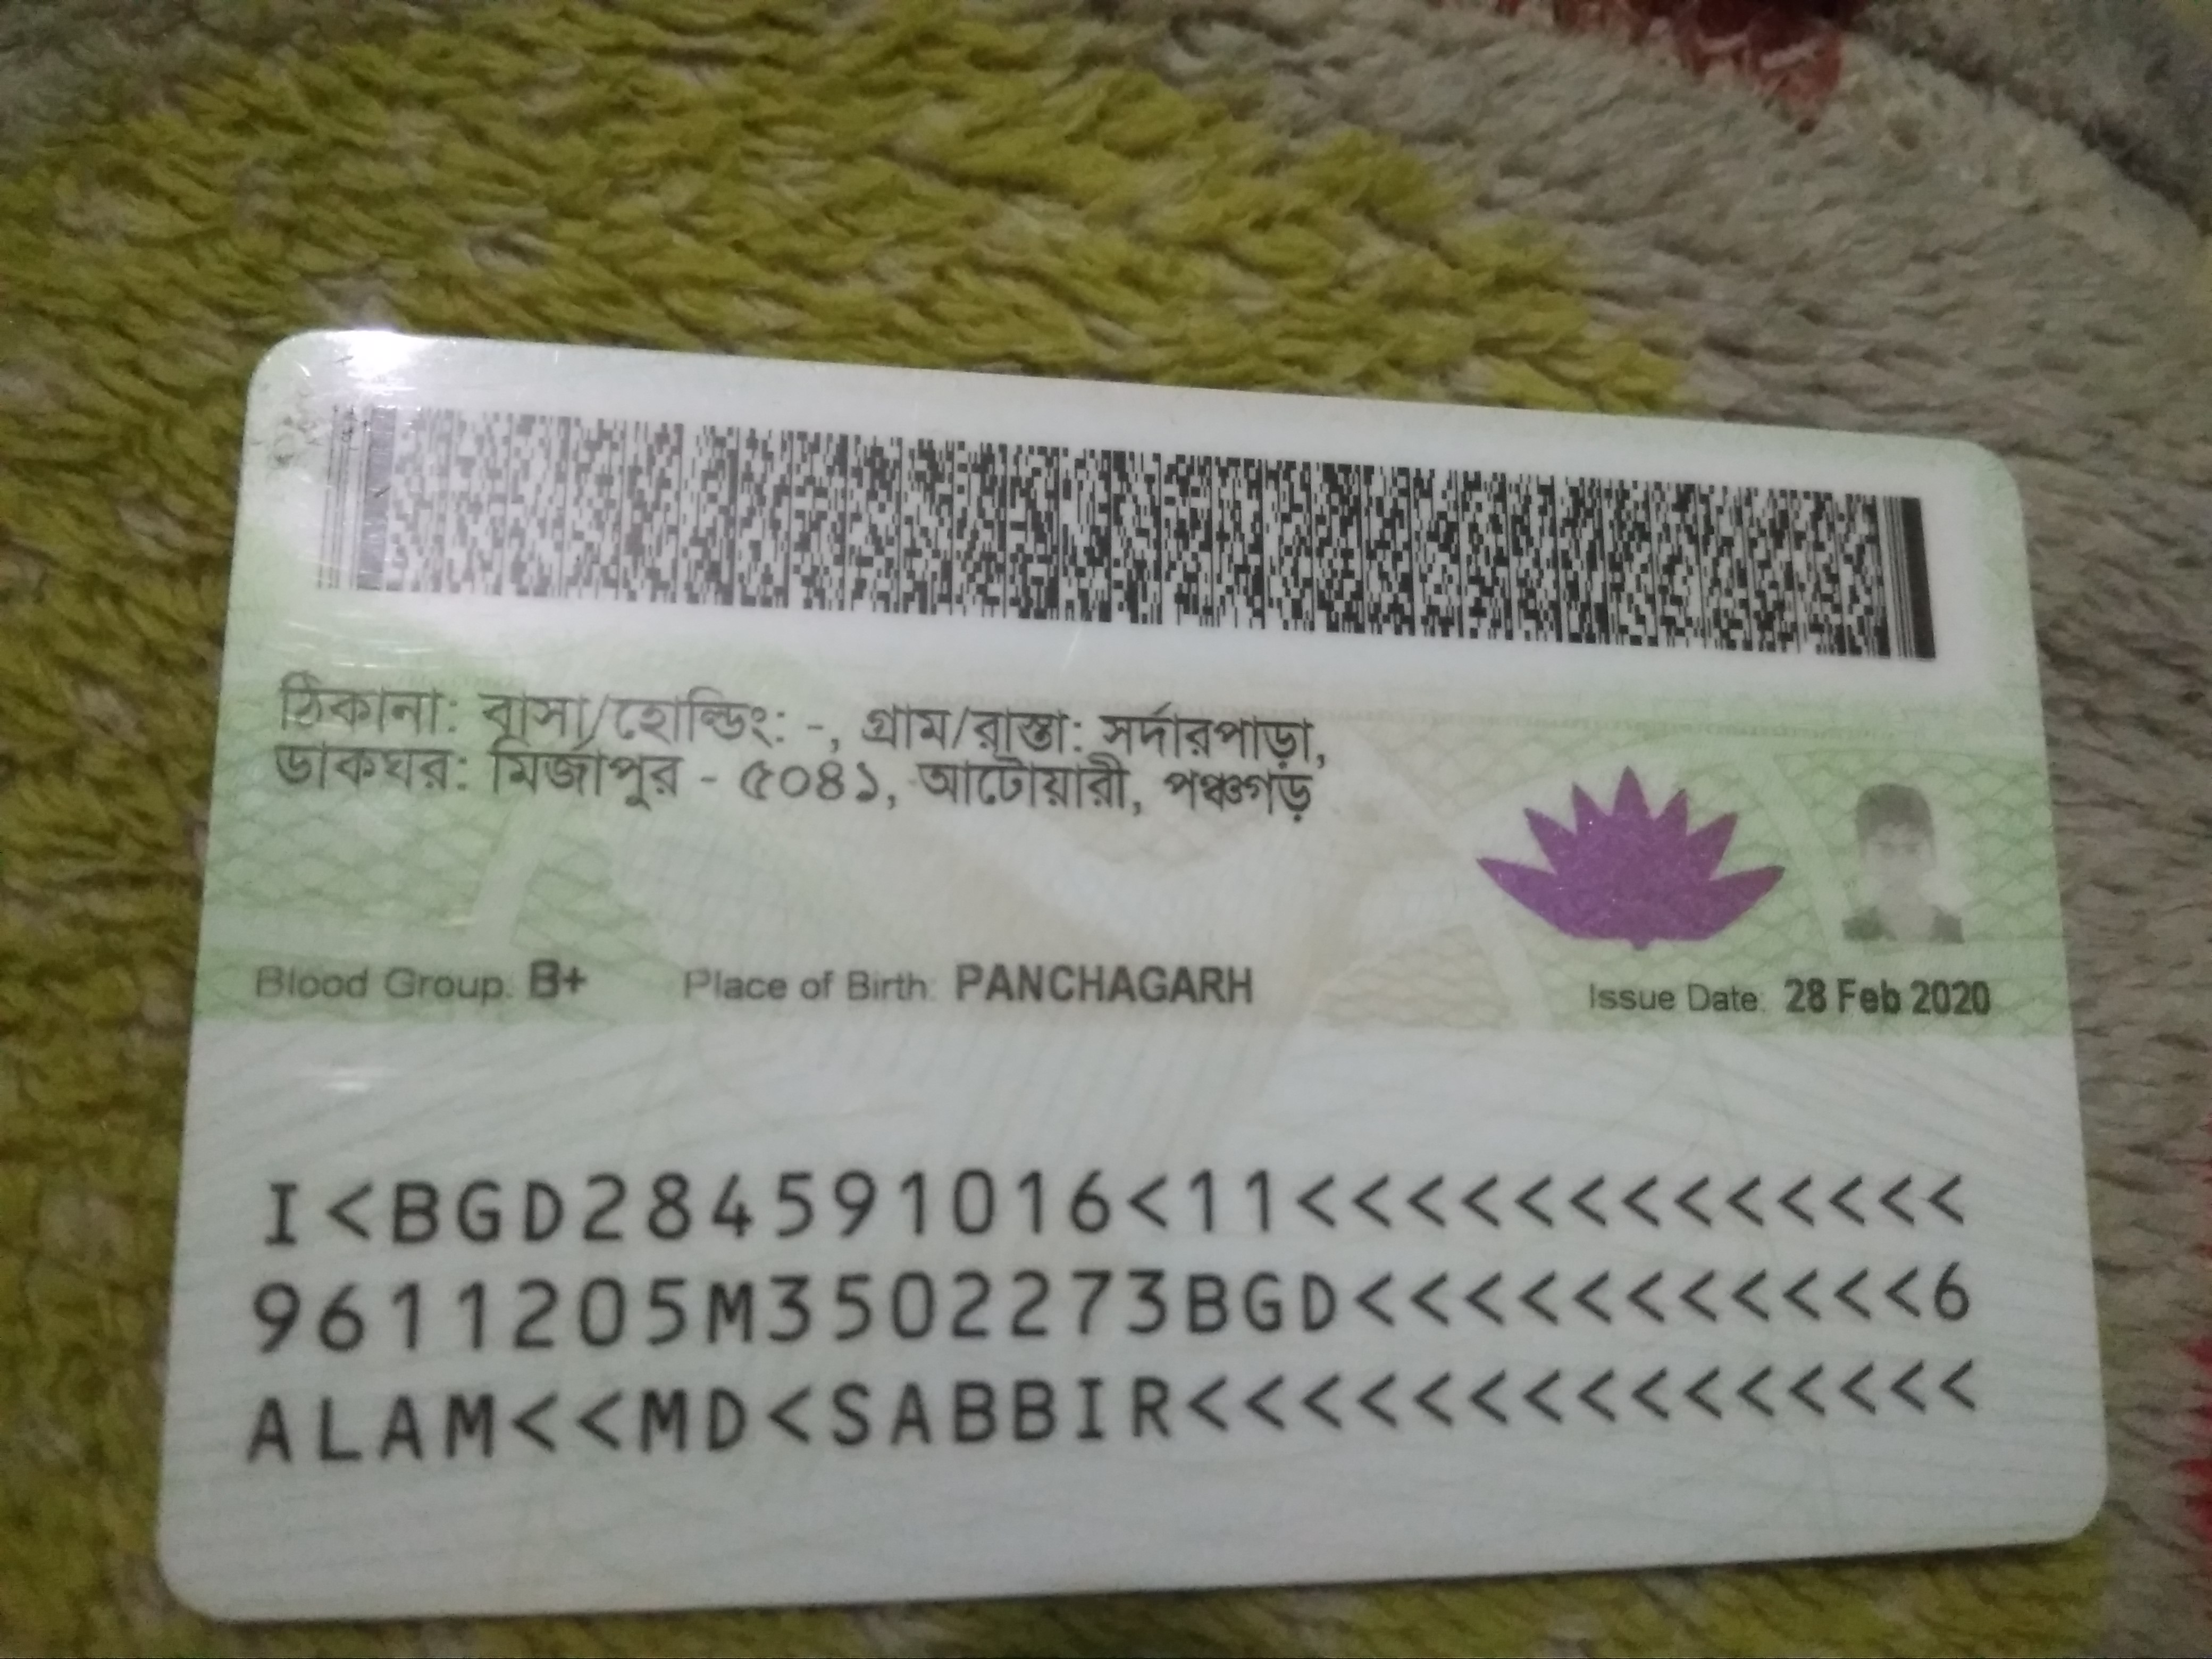 ঠিকানা: বাসা/হোল্ডিং: -, গ্রাম/রাস্তা: সর্দারপাড়া,
ডাকঘর: মির্জাপুর - ৫০৪১, আটোয়ারী, পঞ্চগড়
Blood Group: B+ Place of Birth: PANCHAGARH Issue Date: 28 Feb 2020
I<BGD284591016<11<<<<<<<<<<<<<
9611205M3502273BGD<<<<<<<<<<<6
ALAM<<MD<SABBIR<<<<<<<<<<<<<<<